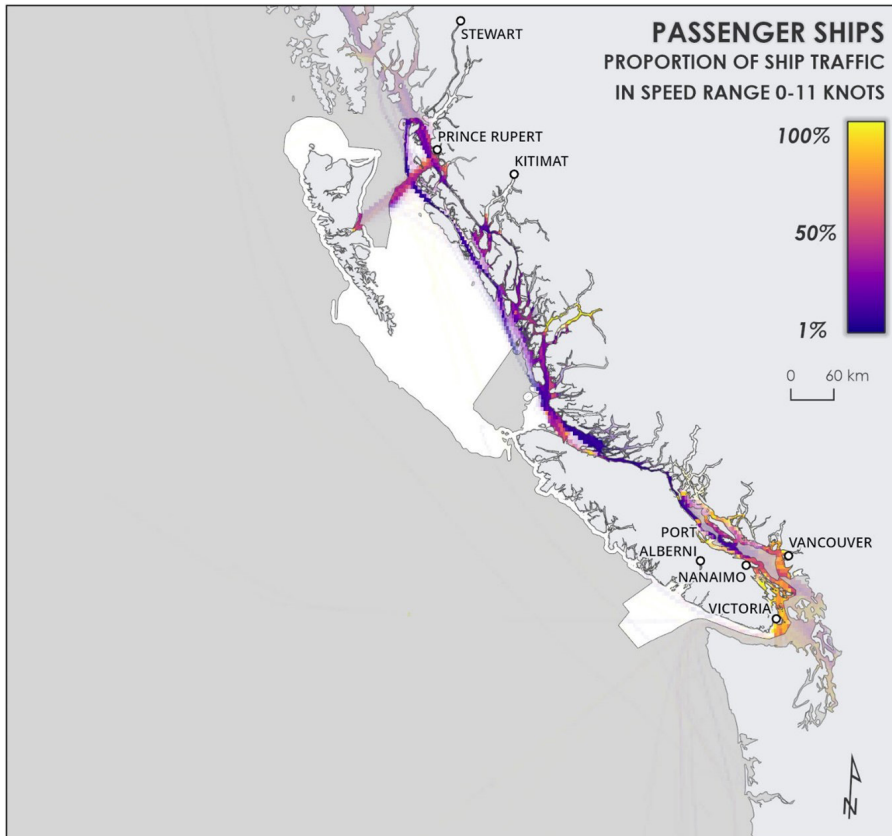 PASSENGER SHIPS
PROPORTION OF SHIP TRAFFIC
IN SPEED RANGE 0-11 KNOTS
STEWART
100%
PRINCE RUPERT
KITIMAT
50%
1%
0 60 km
PORT
ALBERNI
VANCOUVER
NANAIMO
VICTORIA
N